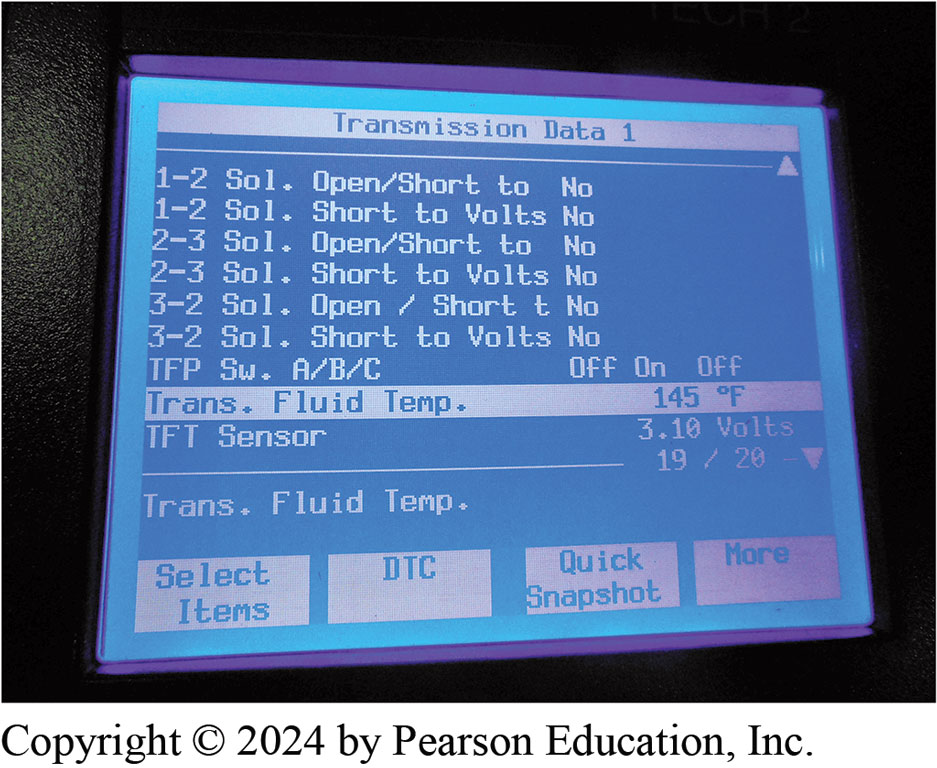 TECH 2
Transmission Data 1
1-2 Sol. Open/Short to No
1-2 Sol. Short to Volts No
2-3 Sol. Open/Short to No
2-3 Sol. Short to Volts No
3-2 Sol. Open / Short t No
3-2 Sol. Short to Volts No
TFP Sw. A/B/C Off On Off
Trans. Fluid Temp. 145 °F
TFT Sensor 3.10 Volts
19 / 20 -
Trans. Fluid Temp.
Select Items
DTC
Quick Snapshot
More
Copyright © 2024 by Pearson Education, Inc.